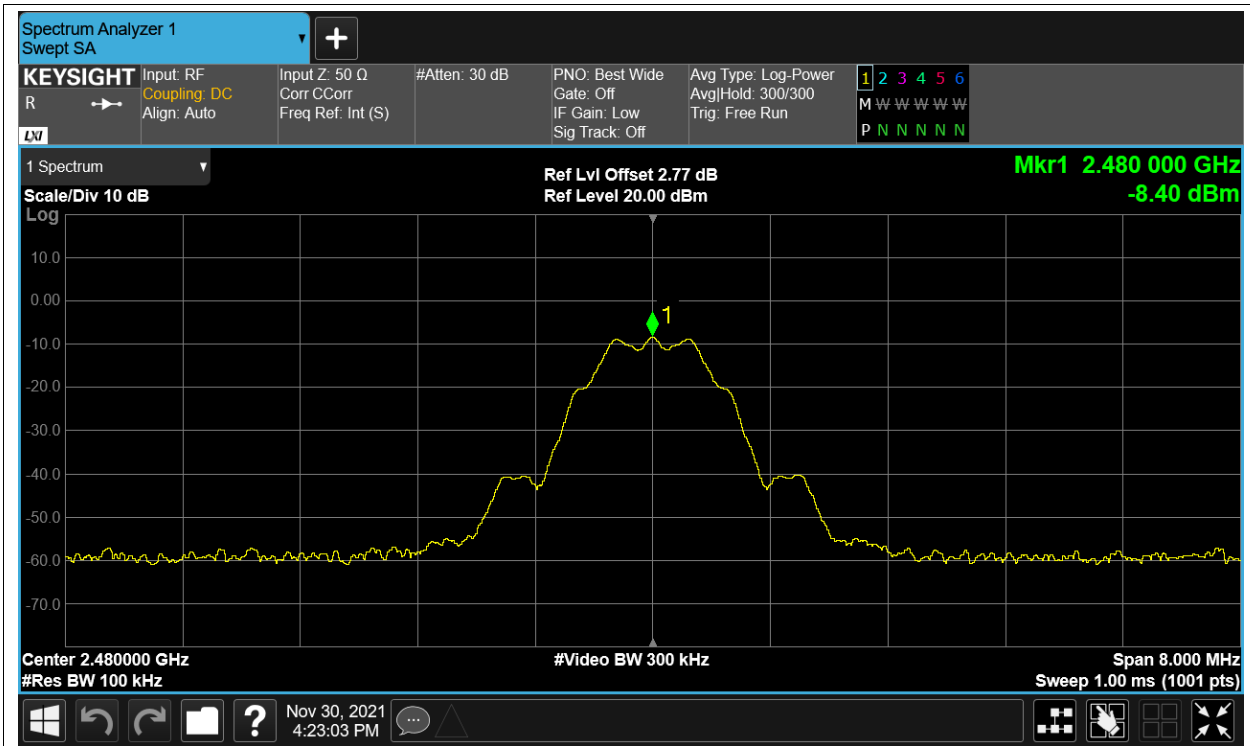 Spectrum Analyzer 1
Swept SA
KEYSIGHT
R
LXI
Input: RF
Coupling: DC
Align: Auto
Input Z: 50 Ω
Corr CCorr
Freq Ref: Int (S)
#Atten: 30 dB
PNO: Best Wide
Gate: Off
IF Gain: Low
Sig Track: Off
Avg Type: Log-Power
Avg|Hold: 300/300
Trig: Free Run
1 2 3 4 5 6
M W W W W W
P N N N N N
1 Spectrum
Scale/Div 10 dB
Log
Ref Lvl Offset 2.77 dB
Ref Level 20.00 dBm
Mkr1 2.480 000 GHz
-8.40 dBm
10.0
0.00
-10.0
-20.0
-30.0
-40.0
-50.0
-60.0
-70.0
1
Center 2.480000 GHz
#Res BW 100 kHz
#Video BW 300 kHz
Span 8.000 MHz
Sweep 1.00 ms (1001 pts)
?
Nov 30, 2021
4:23:03 PM